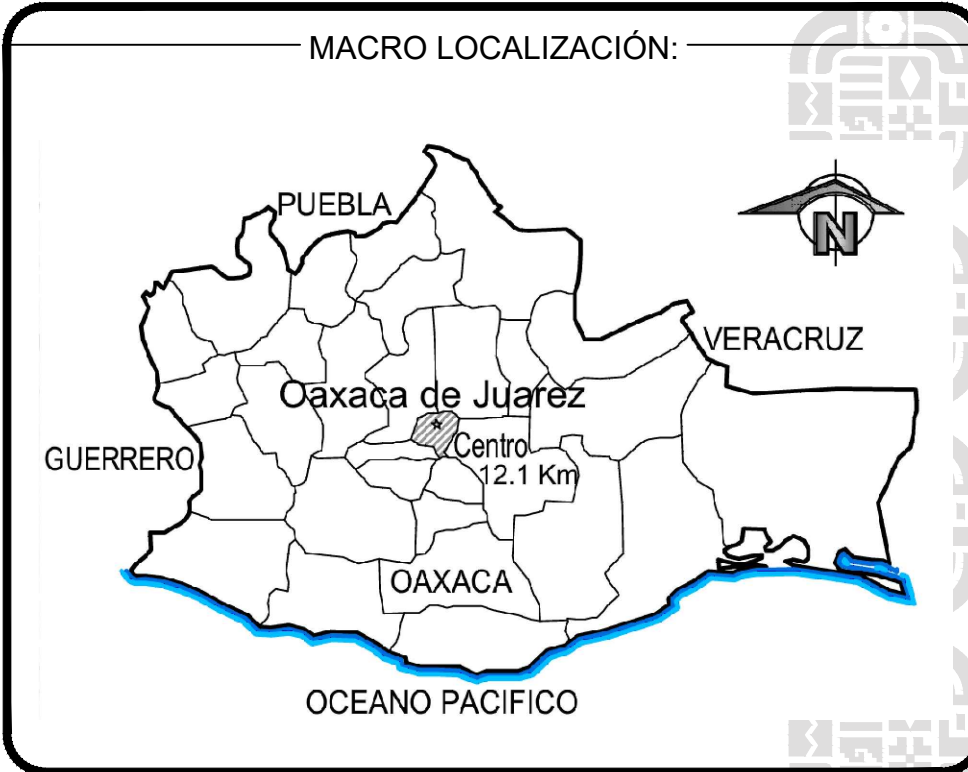 MACRO LOCALIZACIÓN:
PUEBLA
N
VERACRUZ
Oaxaca de Juarez
Centro
GUERRERO
12.1 Km
OAXACA
OCEANO PACIFICO